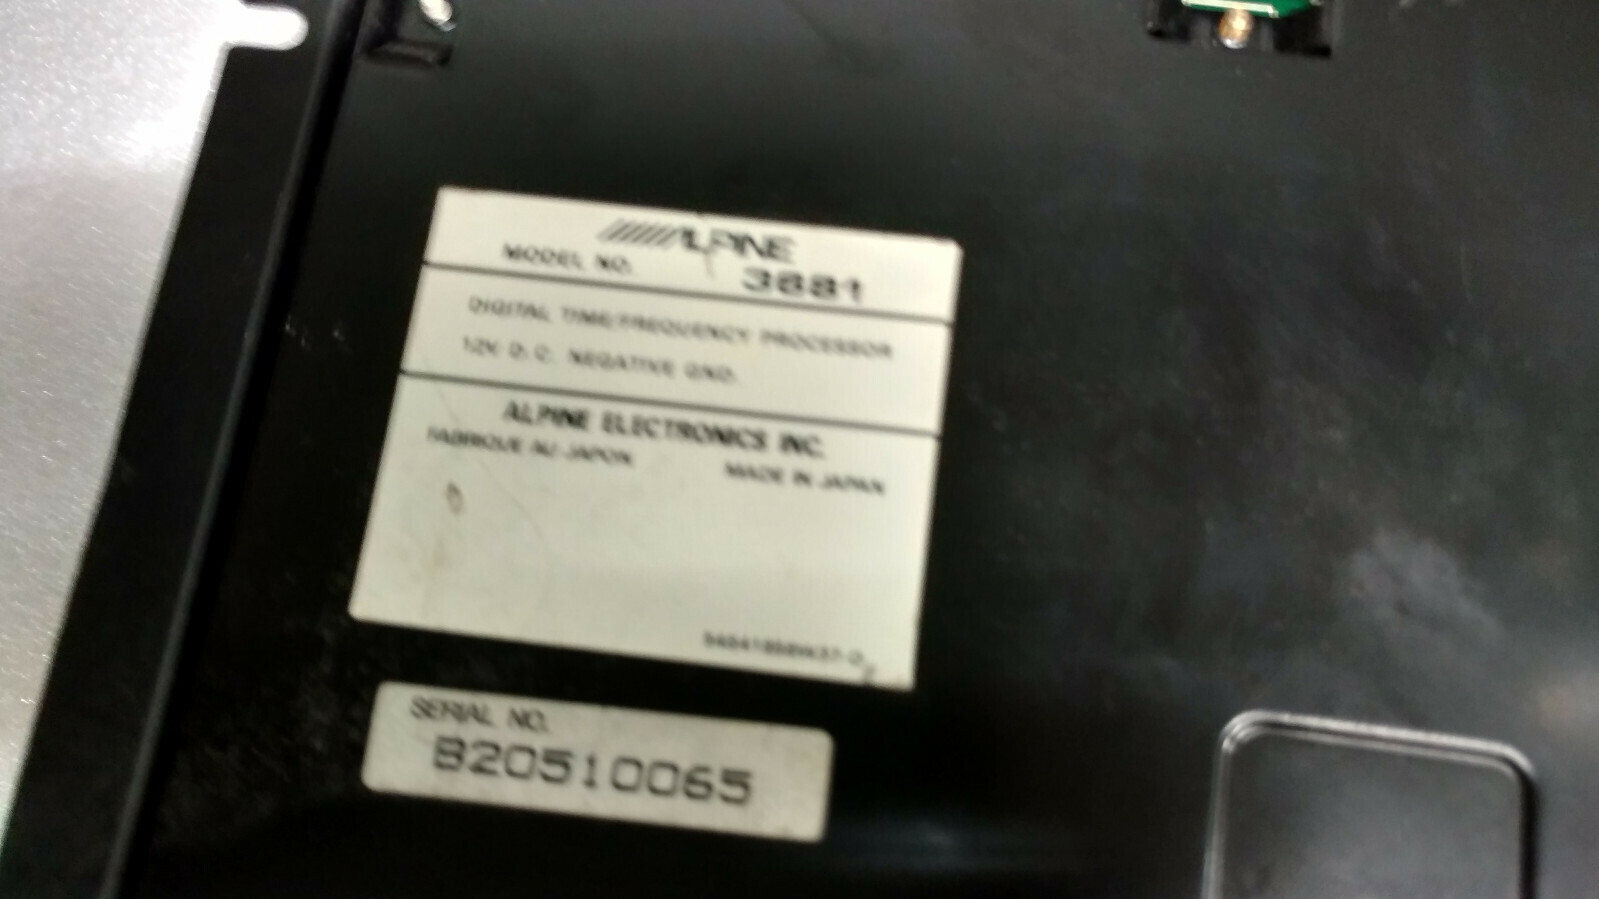 ALPINE
MODEL NO. 3881
DIGITAL TIME/FREQUENCY PROCESSOR
12V D.C. NEGATIVE GND.
ALPINE ELECTRONICS INC.
FABRIQUE AU JAPON MADE IN JAPAN
SERIAL NO.
B20510065